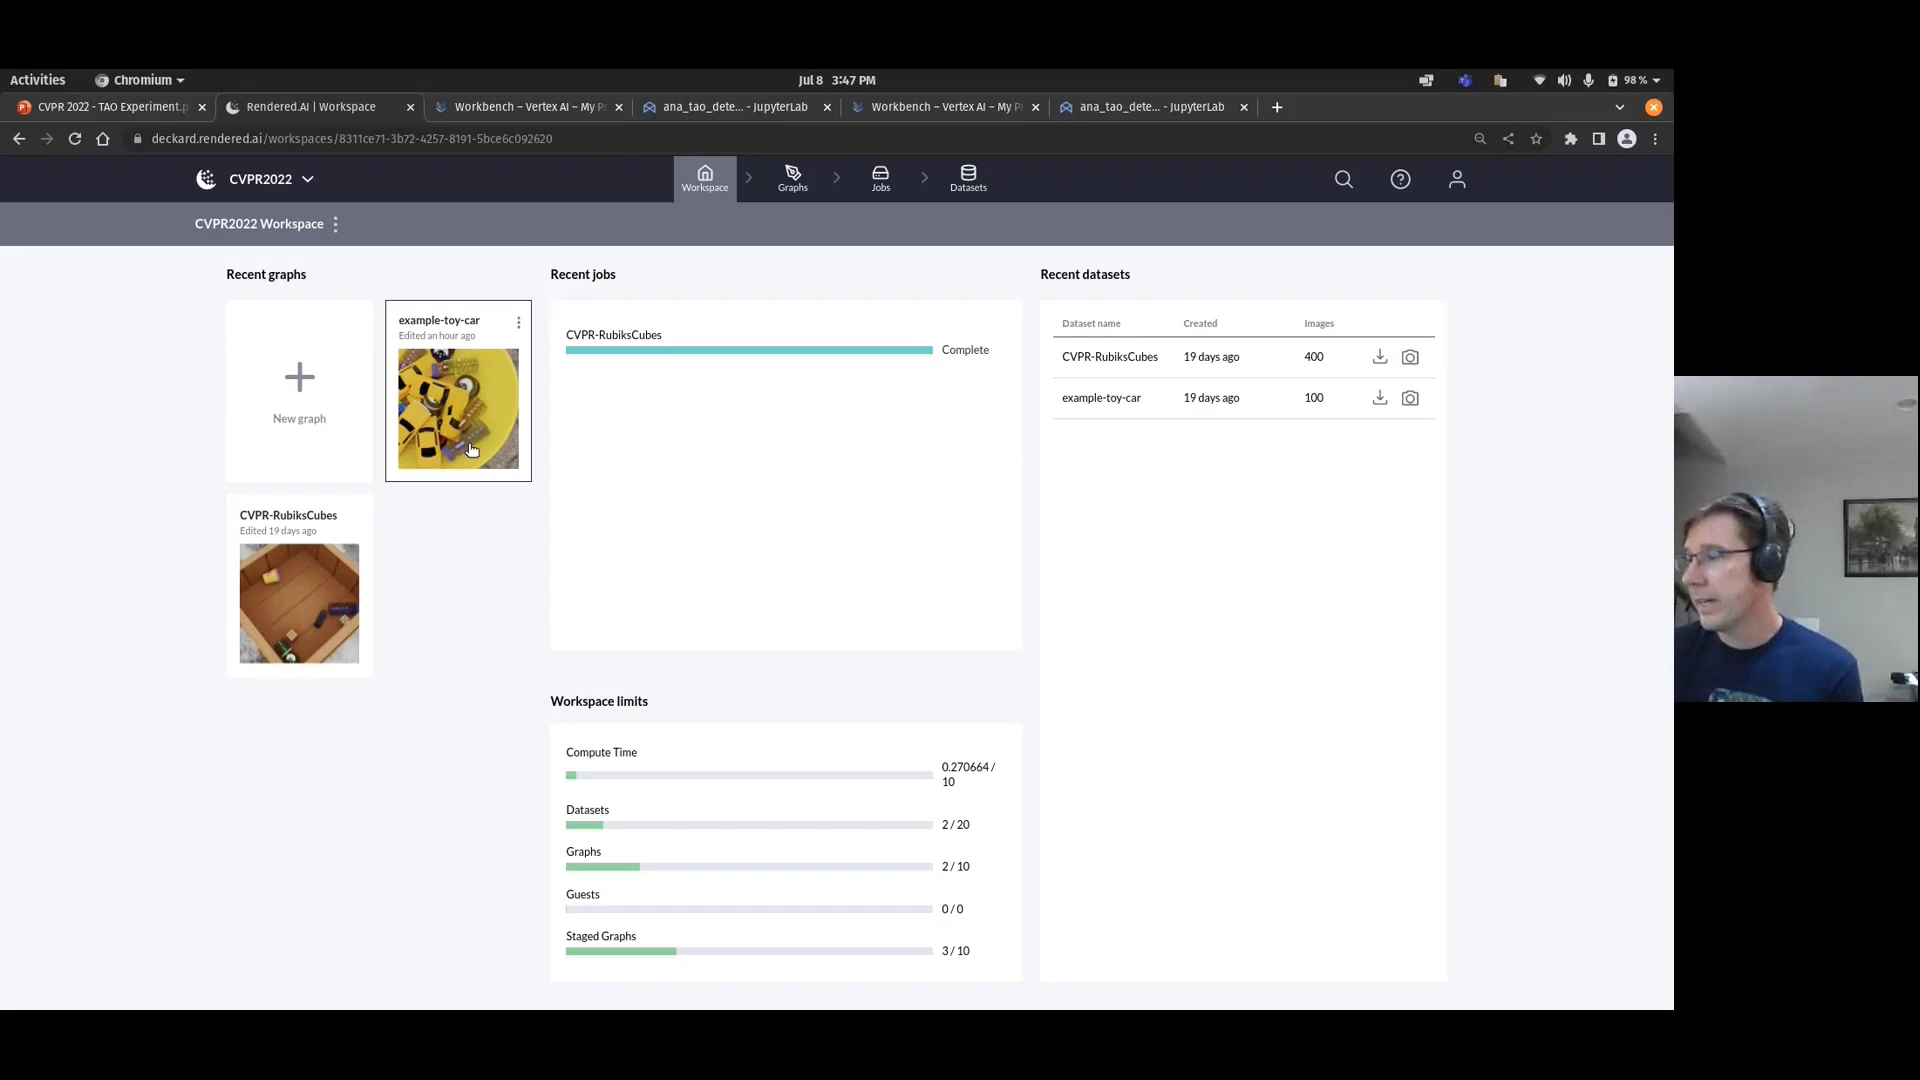 Activities
Chromium
Jul 8 3:47 PM
98 %
CVPR 2022 - TAO Experiment.p
Rendered.AI | Workspace
Workbench – Vertex AI – My Pr
ana_tao_dete... - JupyterLab
Workbench – Vertex AI – My Pr
ana_tao_dete... - JupyterLab
deckard.rendered.ai/workspaces/8311ce71-3b72-4257-8191-5bce6c092620
CVPR2022
Workspace
Graphs
Jobs
Datasets
CVPR2022 Workspace
Recent graphs
New graph
example-toy-car
Edited an hour ago
CVPR-RubiksCubes
Edited 19 days ago
Recent jobs
CVPR-RubiksCubes
Complete
Workspace limits
Compute Time
0.270664 /
10
Datasets
2 / 20
Graphs
2 / 10
Guests
0 / 0
Staged Graphs
3 / 10
Recent datasets
Dataset name Created Images
CVPR-RubiksCubes 19 days ago 400
example-toy-car 19 days ago 100